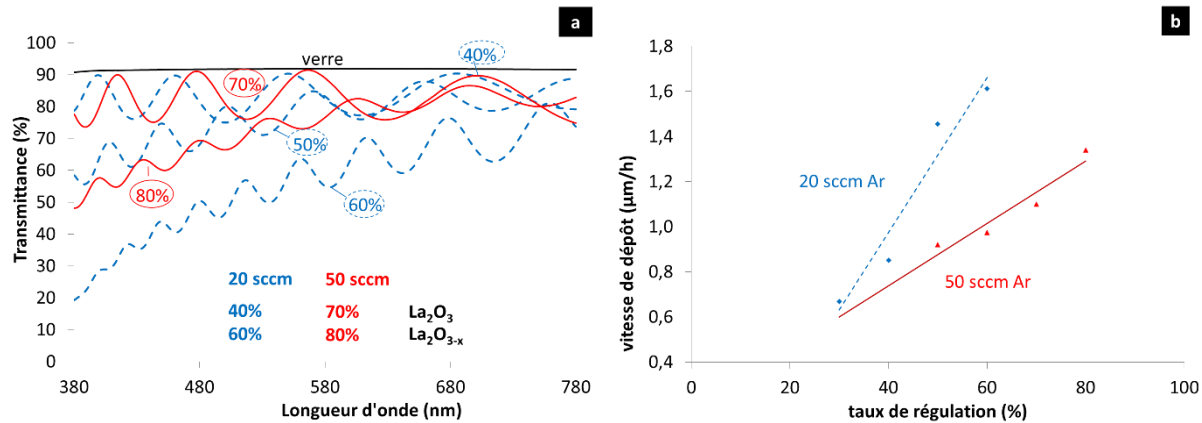 a
Transmittance (%)
100
90
80
70
60
50
40
30
20
10
0
verre
40%
70%
50%
80%
60%
20 sccm 50 sccm
40% 70% La₂O₃
60% 80% La₂O₃₋ₓ
380 480 580 680 780
Longueur d'onde (nm)
b
vitesse de dépôt (µm/h)
1,8
1,6
1,4
1,2
1,0
0,8
0,6
0,4
20 sccm Ar
50 sccm Ar
0 20 40 60 80 100
taux de régulation (%)